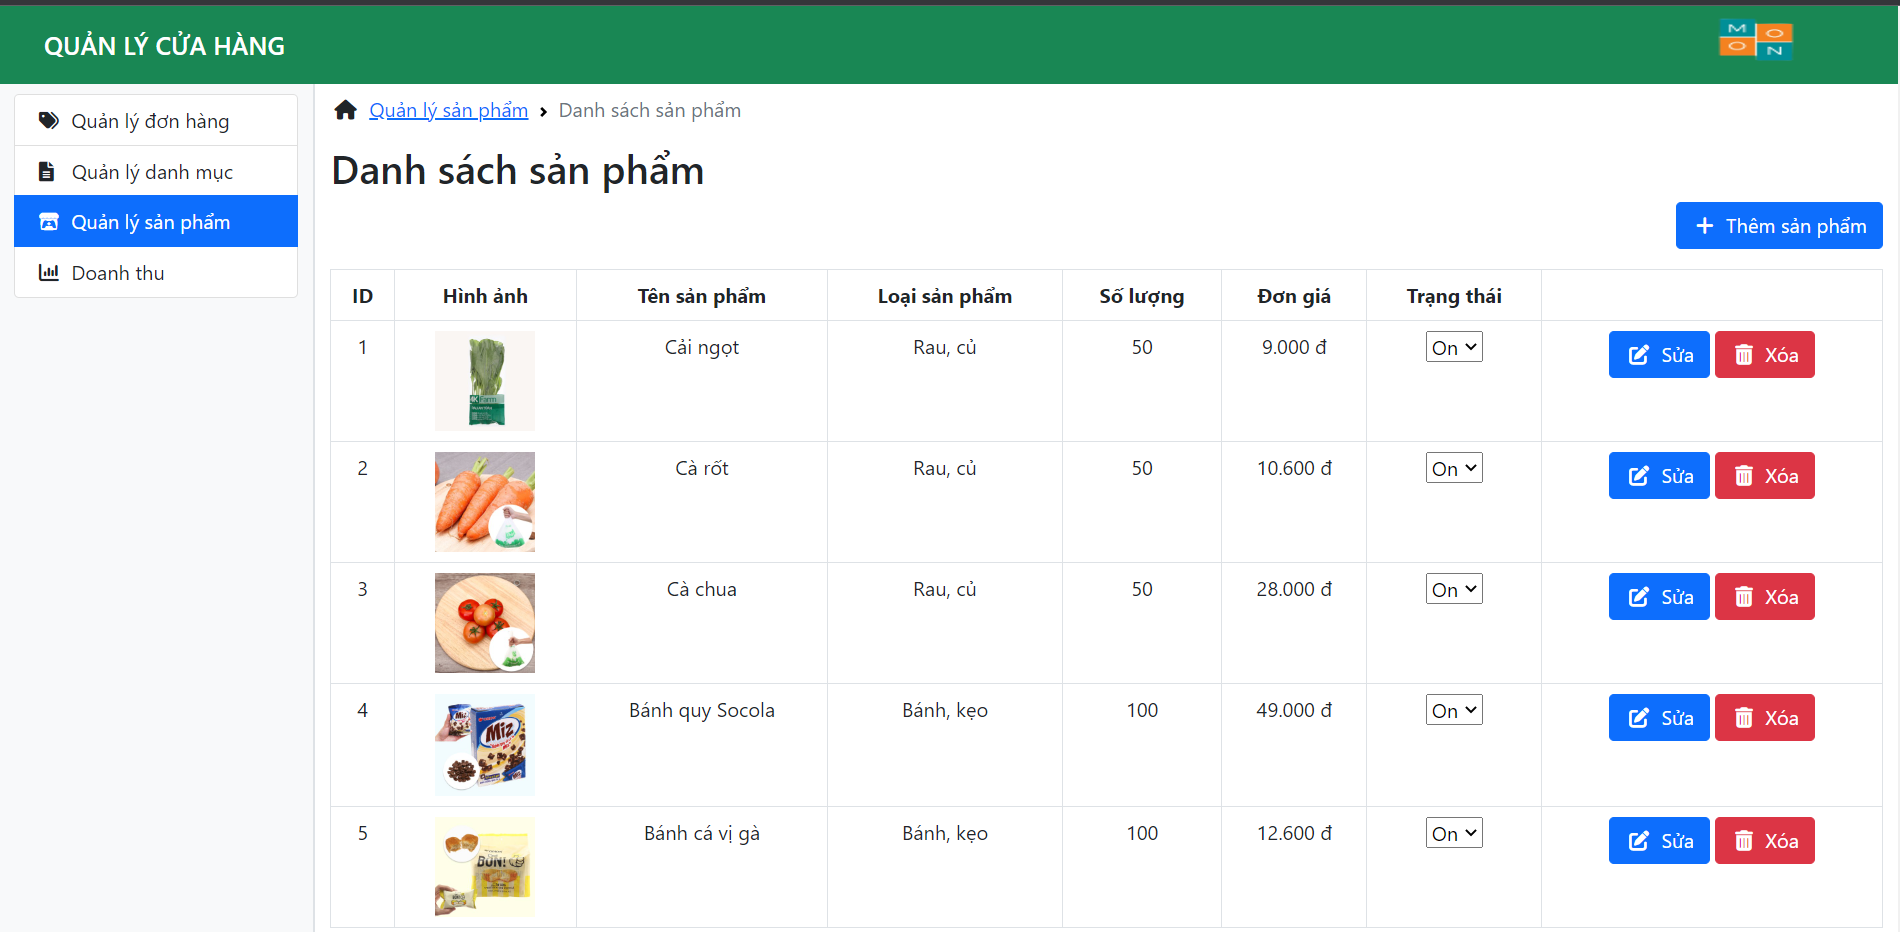 QUẢN LÝ CỬA HÀNG
M O
O N
Quản lý đơn hàng
Quản lý danh mục
Quản lý sản phẩm
Doanh thu
Quản lý sản phẩm › Danh sách sản phẩm
Danh sách sản phẩm
+ Thêm sản phẩm
ID Hình ảnh Tên sản phẩm Loại sản phẩm Số lượng Đơn giá Trạng thái
1 Cải ngọt Rau, củ 50 9.000 đ On Sửa Xóa
4KFarm
2 Cà rốt Rau, củ 50 10.600 đ On Sửa Xóa
3 Cà chua Rau, củ 50 28.000 đ On Sửa Xóa
4 Bánh quy Socola Bánh, kẹo 100 49.000 đ On Sửa Xóa
Miz
Miz
5 Bánh cá vị gà Bánh, kẹo 100 12.600 đ On Sửa Xóa
BÚN!